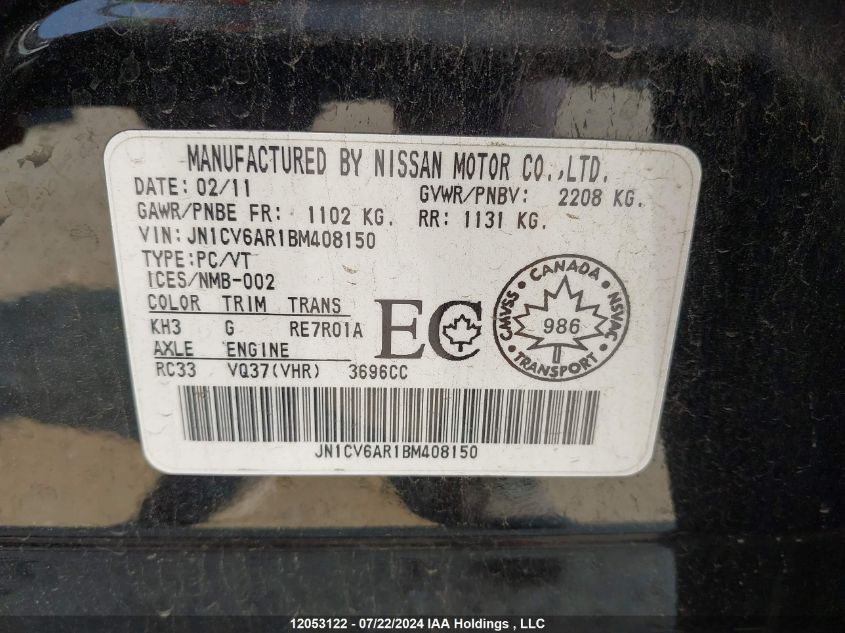 MANUFACTURED BY NISSAN MOTOR CO.,LTD.
DATE: 02/11 GVWR/PNBV: 2208 KG.
GAWR/PNBE FR: 1102 KG. RR: 1131 KG.
VIN: JN1CV6AR1BM408150
TYPE: PC/VT
ICES/NMB-002
COLOR TRIM TRANS
KH3 G RE7R01A
AXLE ENGINE
RC33 VQ37(VHR) 3696CC
EC
CANADA
CMVSS 986 NSVAC
TRANSPORT
JN1CV6AR1BM408150
12053122 - 07/22/2024 IAA Holdings , LLC